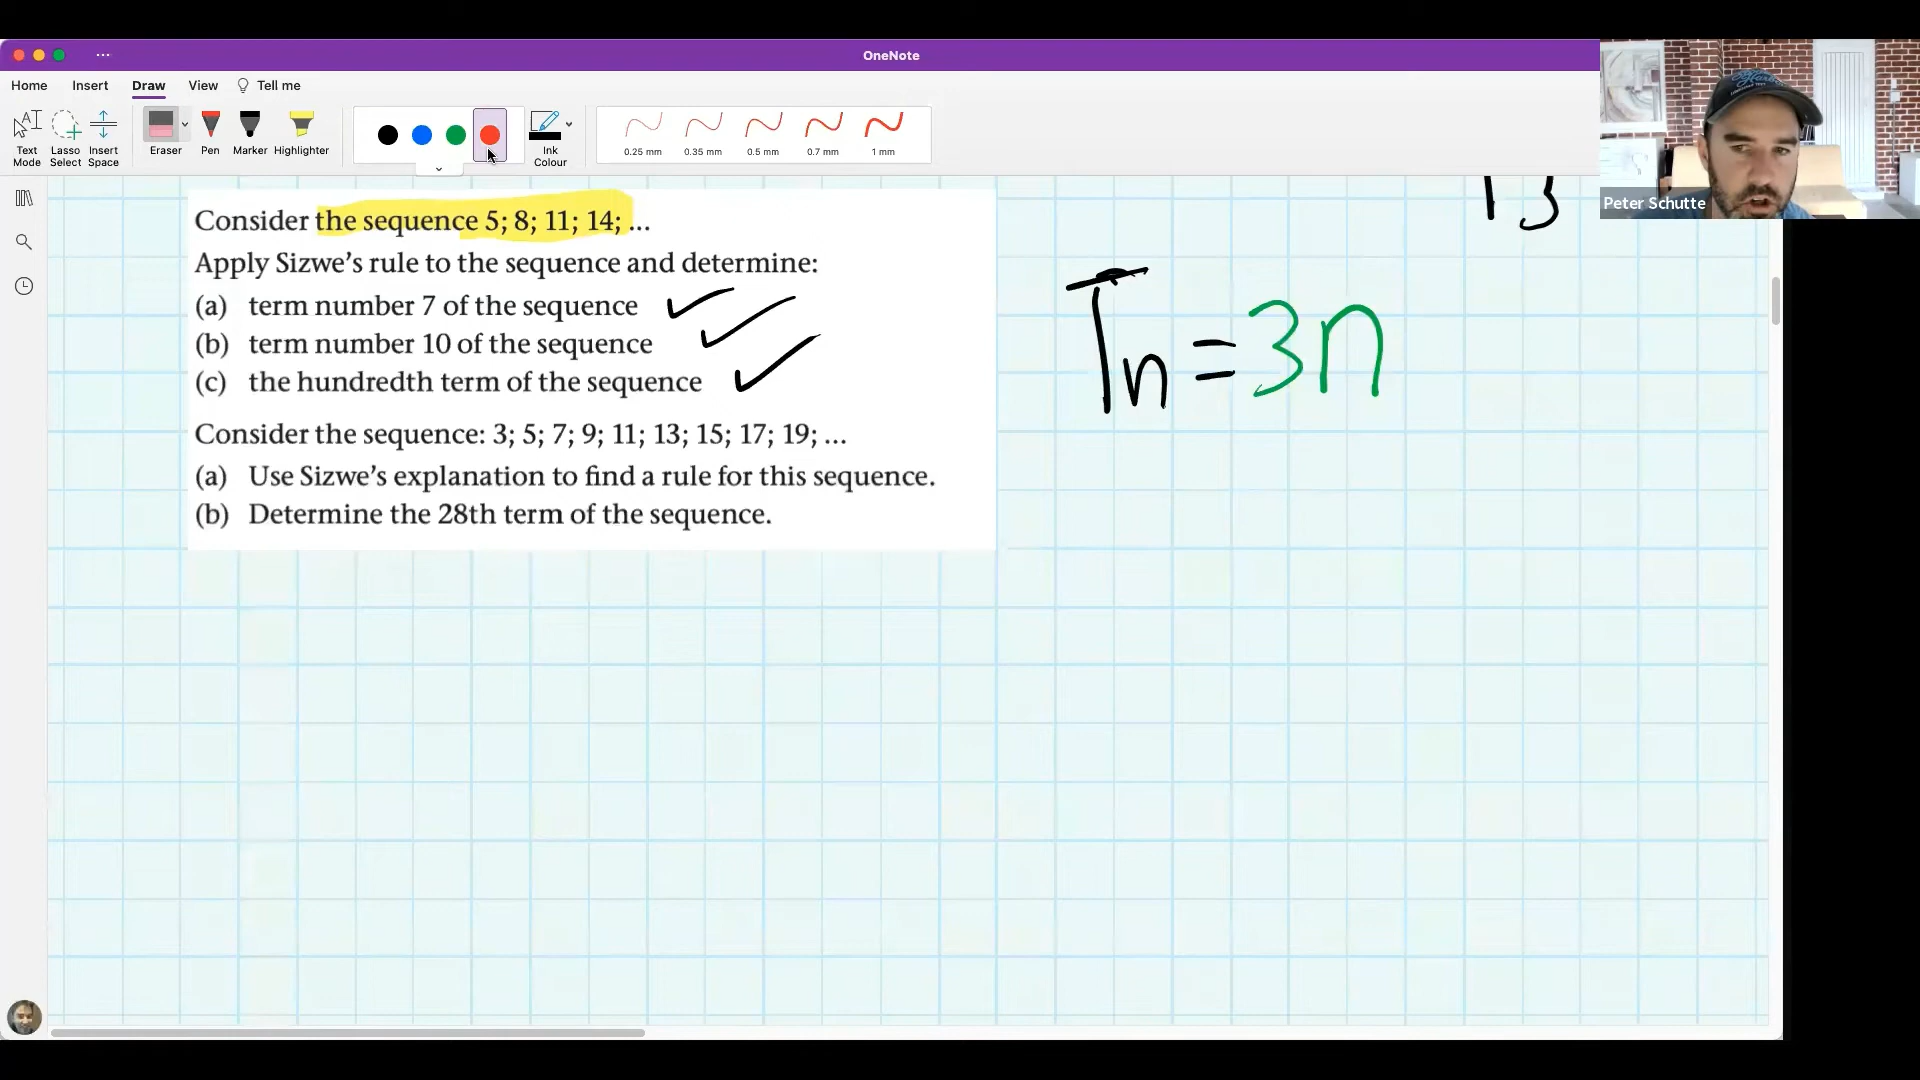 OneNote
Home Insert Draw View Tell me
Text Mode
Lasso Select
Insert Space
Eraser
Pen
Marker
Highlighter
Ink Colour
0.25 mm 0.35 mm 0.5 mm 0.7 mm 1 mm
Peter Schutte
Consider the sequence 5; 8; 11; 14; ...
Apply Sizwe's rule to the sequence and determine:
(a) term number 7 of the sequence
(b) term number 10 of the sequence
(c) the hundredth term of the sequence
Consider the sequence: 3; 5; 7; 9; 11; 13; 15; 17; 19; ...
(a) Use Sizwe's explanation to find a rule for this sequence.
(b) Determine the 28th term of the sequence.
Tn = 3n